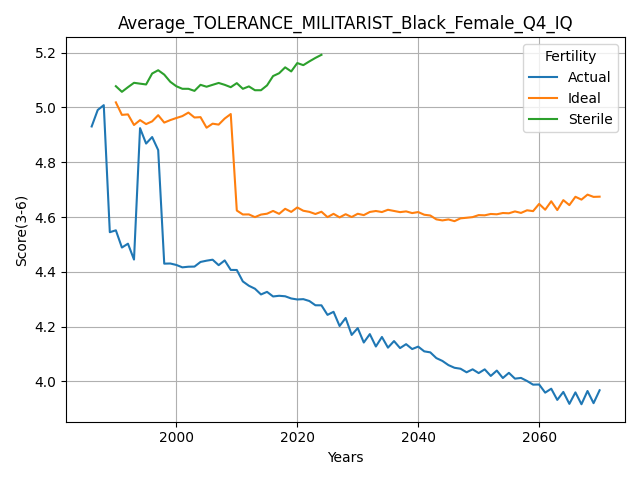 Average_TOLERANCE_MILITARIST_Black_Female_Q4_IQ
Fertility
Actual
Ideal
Sterile
Score(3-6)
5.2
5.0
4.8
4.6
4.4
4.2
4.0
2000 2020 2040 2060
Years